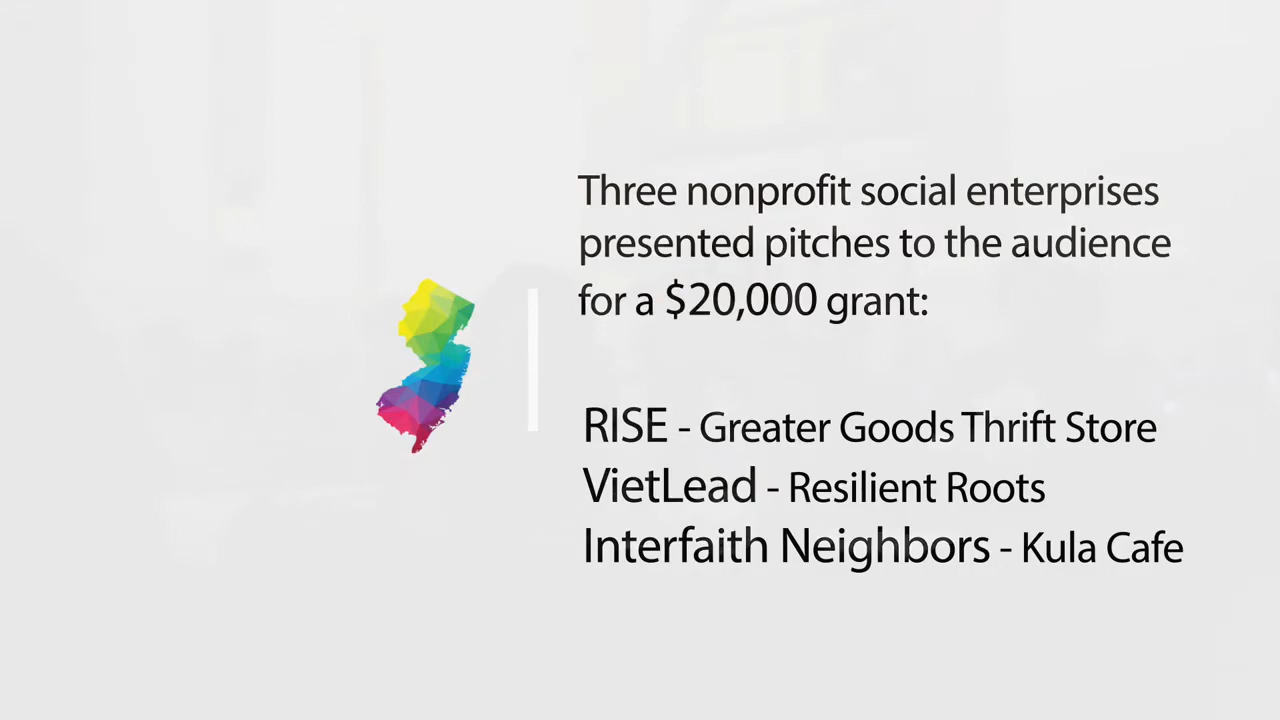 Three nonprofit social enterprises
presented pitches to the audience
for a $20,000 grant:
RISE - Greater Goods Thrift Store
VietLead - Resilient Roots
Interfaith Neighbors - Kula Cafe